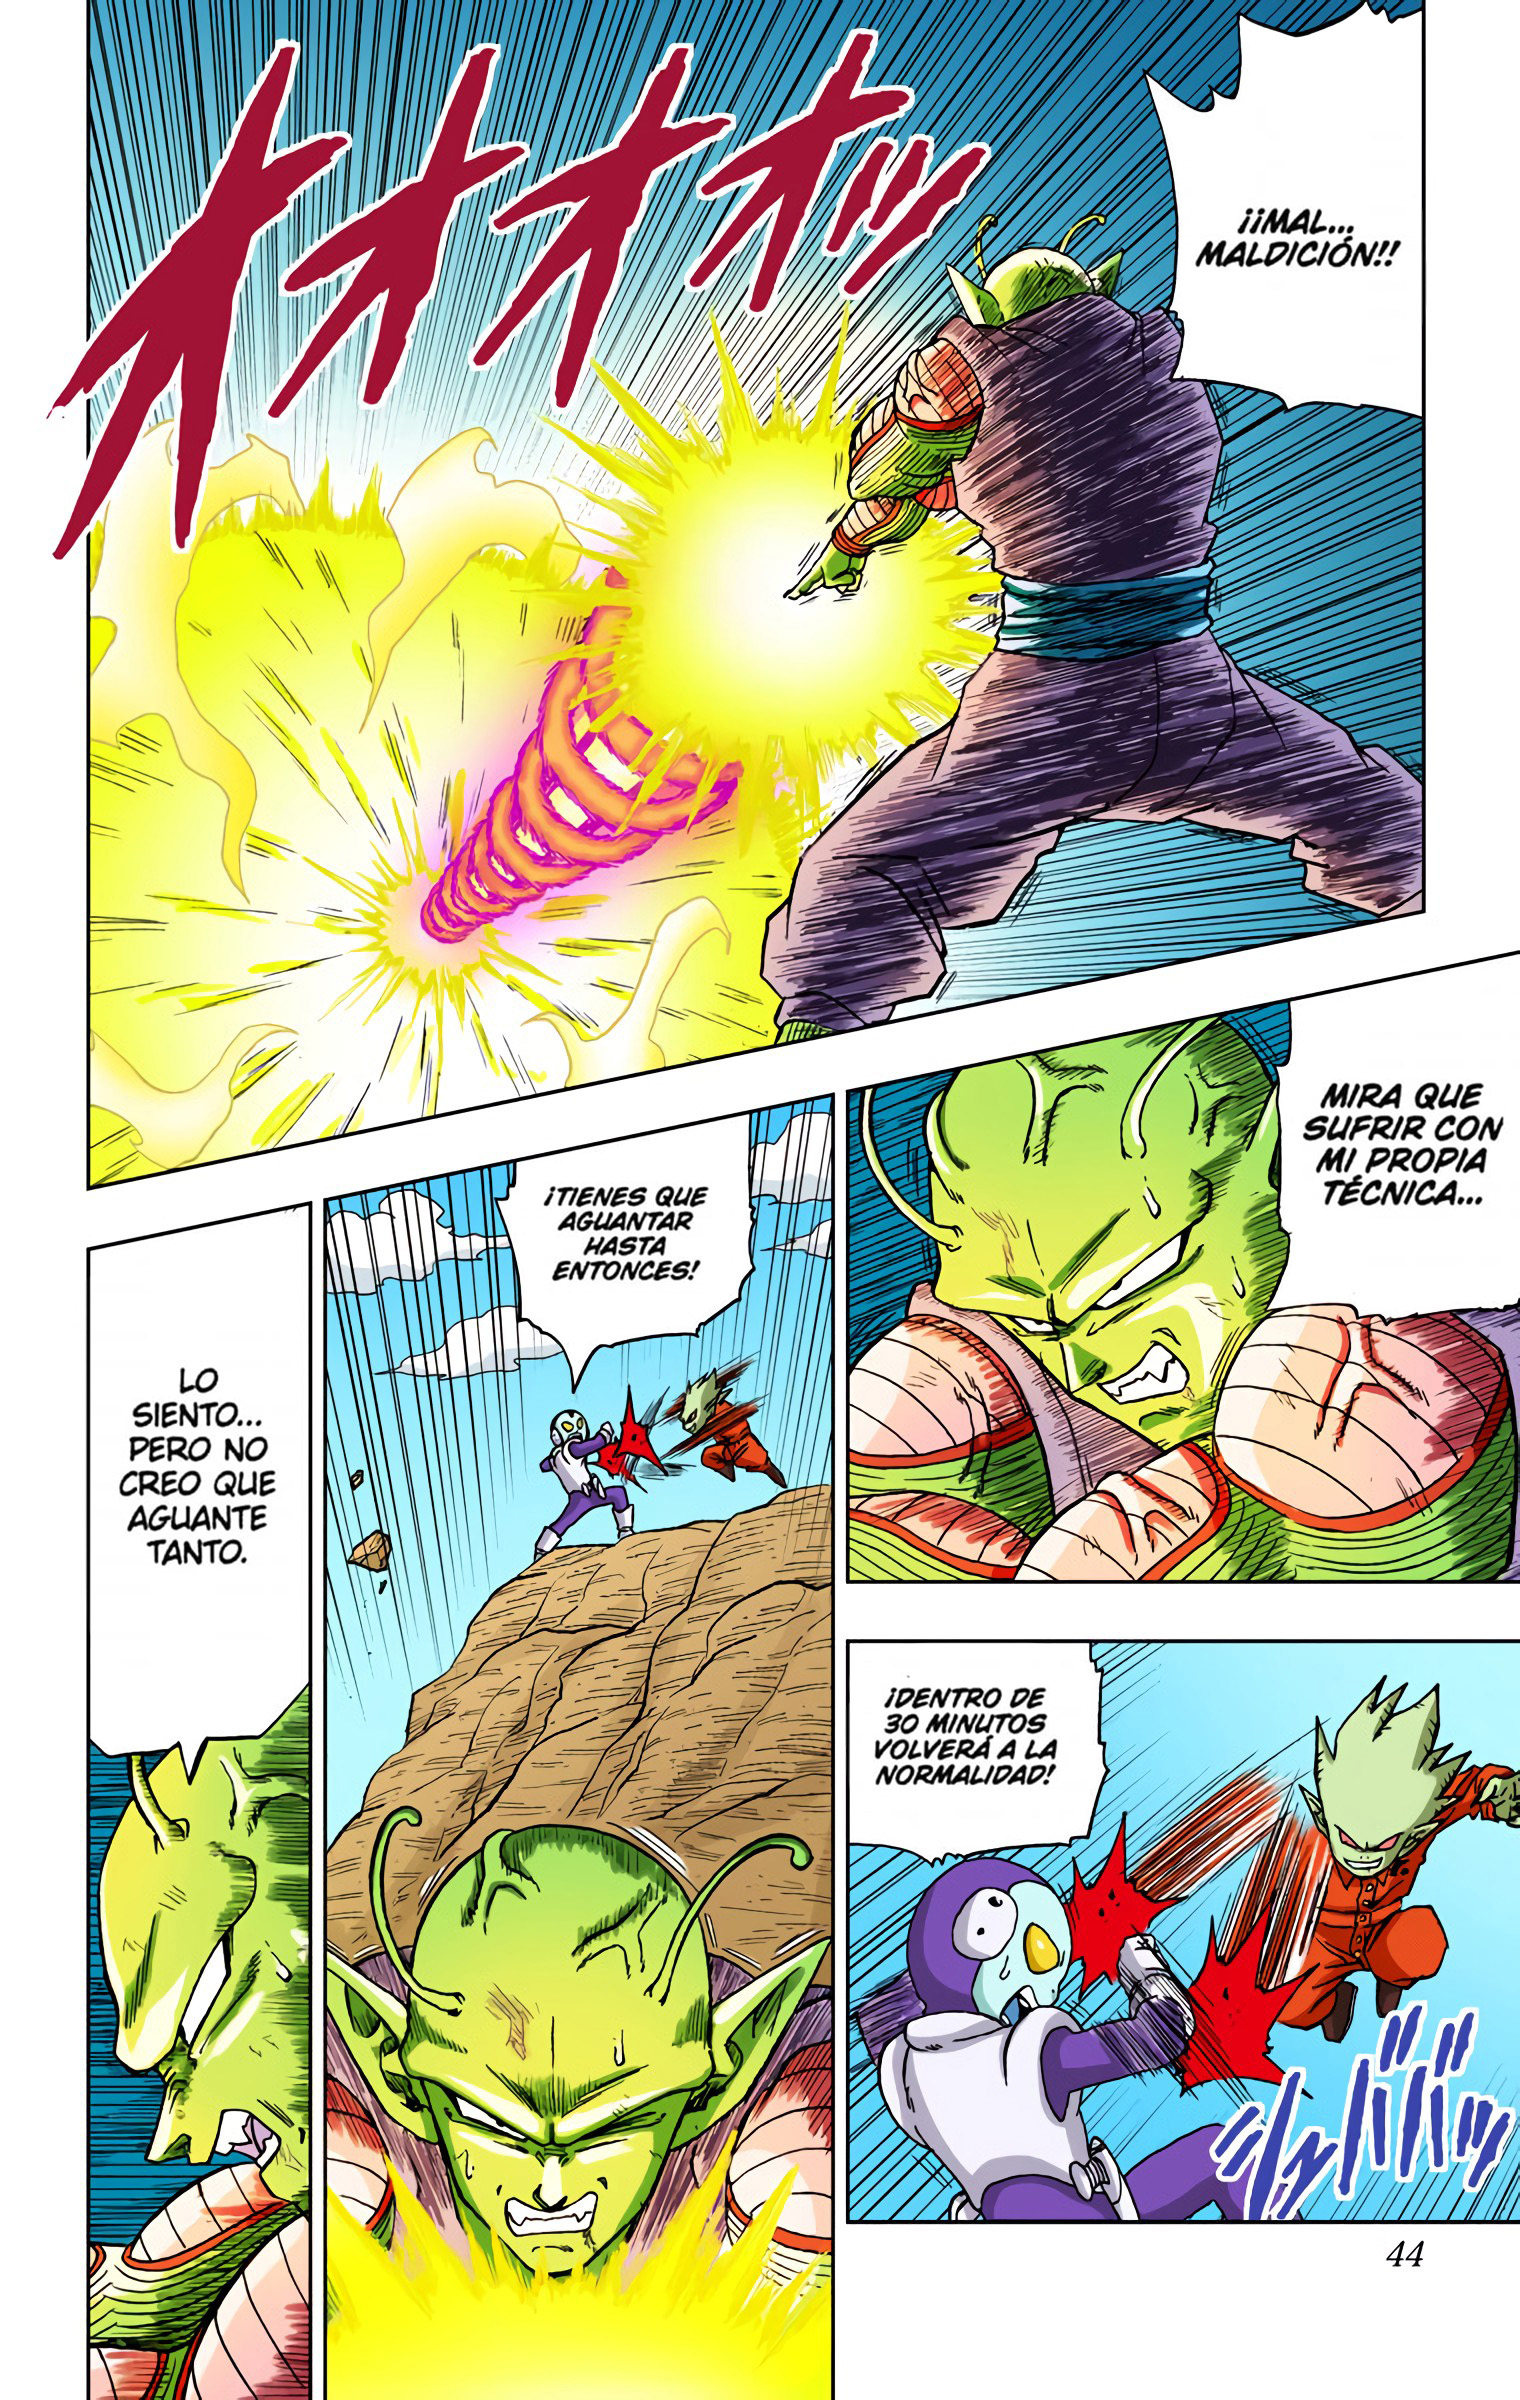 オオオオッ
¡¡MAL...
MALDICIÓN!!
MIRA QUE
SUFRIR CON
MI PROPIA
TÉCNICA...
¡DENTRO DE
30 MINUTOS
VOLVERÁ A LA
NORMALIDAD!
シュババババッ
¡TIENES QUE
AGUANTAR
HASTA
ENTONCES!
LO
SIENTO...
PERO NO
CREO QUE
AGUANTE
TANTO.
44